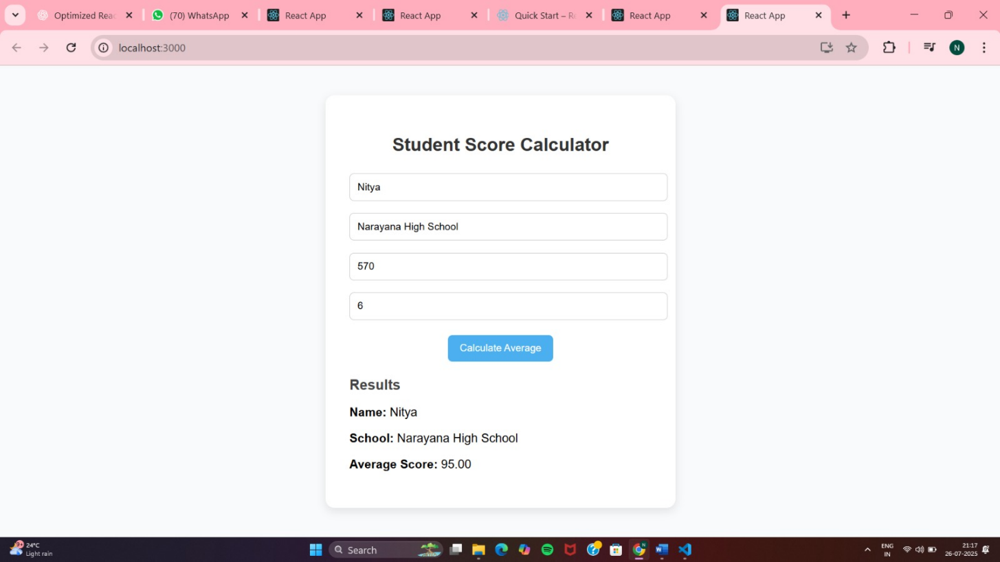 Optimized Reac
(70) WhatsApp
React App
React App
Quick Start – Re
React App
React App
localhost:3000
N
Student Score Calculator
Nitya
Narayana High School
570
6
Calculate Average
Results
Name: Nitya
School: Narayana High School
Average Score: 95.00
9+
24°C
Light rain
Search
ENG
IN
21:17
26-07-2025